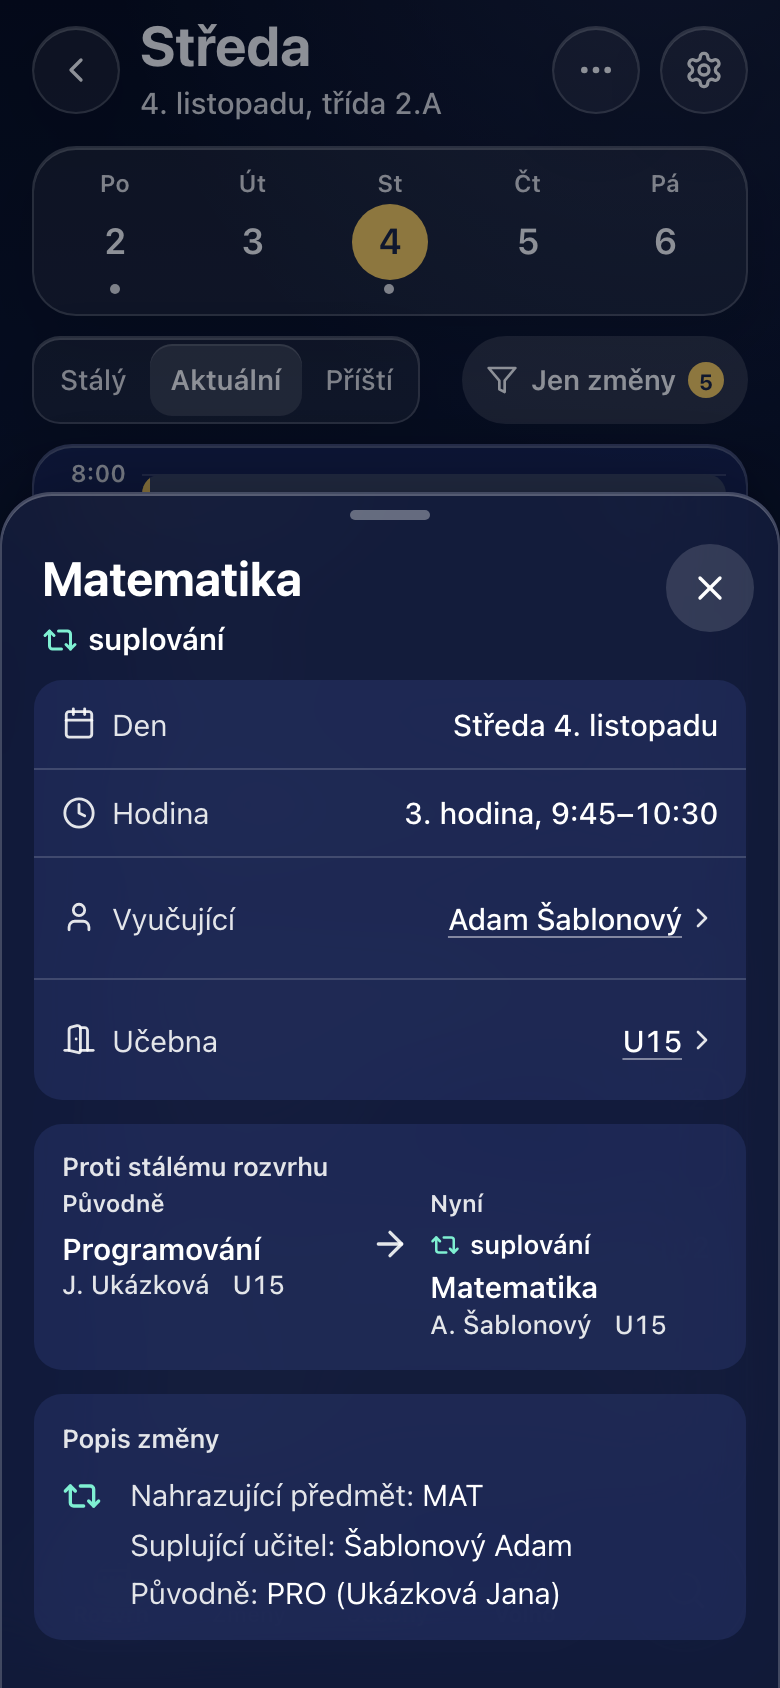 Středa
4. listopadu, třída 2.A
Po Út St Čt Pá
2 3 4 5 6
Stálý Aktuální Příští Jen změny 5
8:00
Matematika
suplování
Den Středa 4. listopadu
Hodina 3. hodina, 9:45–10:30
Vyučující Adam Šablonový
Učebna U15
Proti stálému rozvrhu
Původně
Programování
J. Ukázková U15
Nyní
suplování
Matematika
A. Šablonový U15
Popis změny
Nahrazující předmět: MAT
Suplující učitel: Šablonový Adam
Původně: PRO (Ukázková Jana)